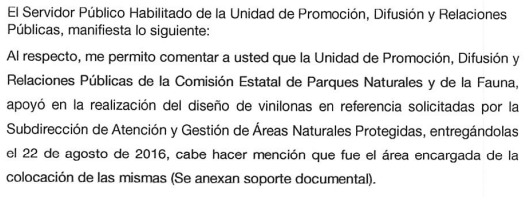 El Servidor Público Habilitado de la Unidad de Promoción, Difusión y Relaciones
Públicas, manifiesta lo siguiente:
Al respecto, me permito comentar a usted que la Unidad de Promoción, Difusión y
Relaciones Públicas de la Comisión Estatal de Parques Naturales y de la Fauna,
apoyó en la realización del diseño de vinilonas en referencia solicitadas por la
Subdirección de Atención y Gestión de Áreas Naturales Protegidas, entregándolas
el 22 de agosto de 2016, cabe hacer mención que fue el área encargada de la
colocación de las mismas (Se anexan soporte documental).